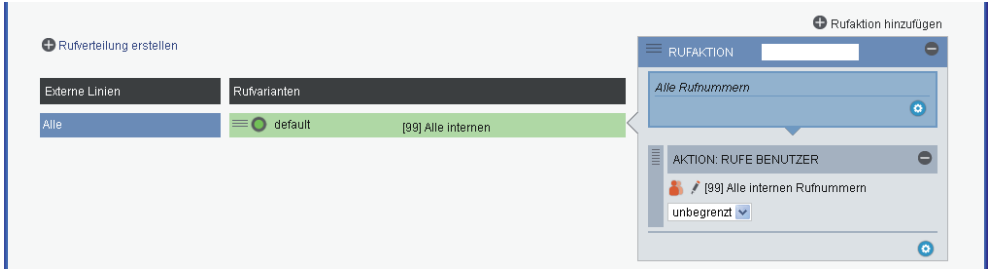 Rufaktion hinzufügen
Rufverteilung erstellen
RUFAKTION
Externe Linien
Rufvarianten
Alle Rufnummern
Alle
default
[99] Alle internen
AKTION: RUFE BENUTZER
[99] Alle internen Rufnummern
unbegrenzt